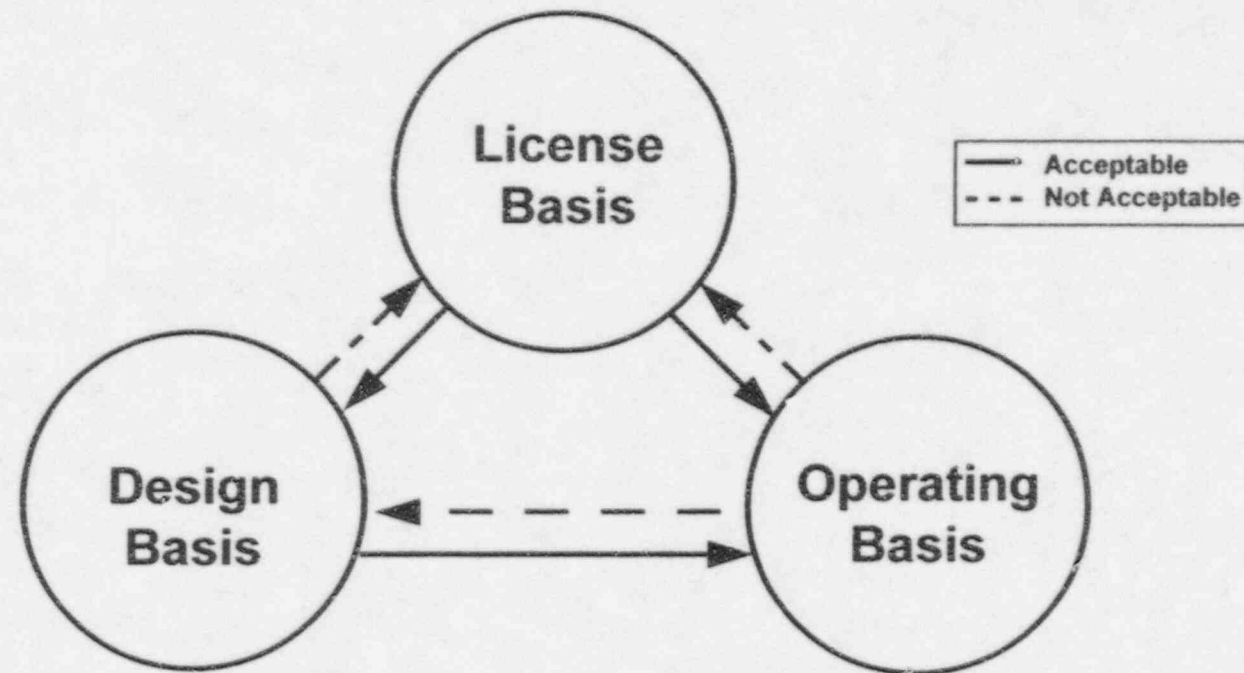 License
Basis
Acceptable
Not Acceptable
Design
Basis
Operating
Basis